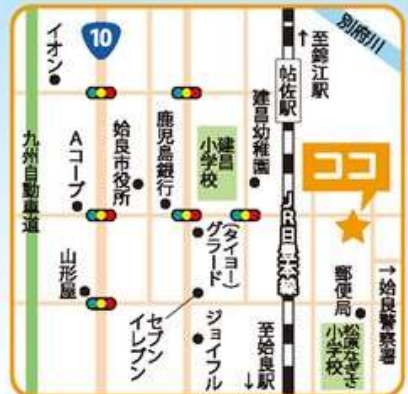 イオン
10
至錦江駅
↑
別府川
帖佐駅
建昌幼稚園
建昌
小学校
鹿児島銀行
姶良市役所
Aコープ
九州自動車道
ココ
JR日豊本線
(タイヨー)
グラード
山形屋
セブン
イレブン
ジョイフル
郵便局
→姶良警察署
松原なぎさ
小学校
至姶良駅
↓